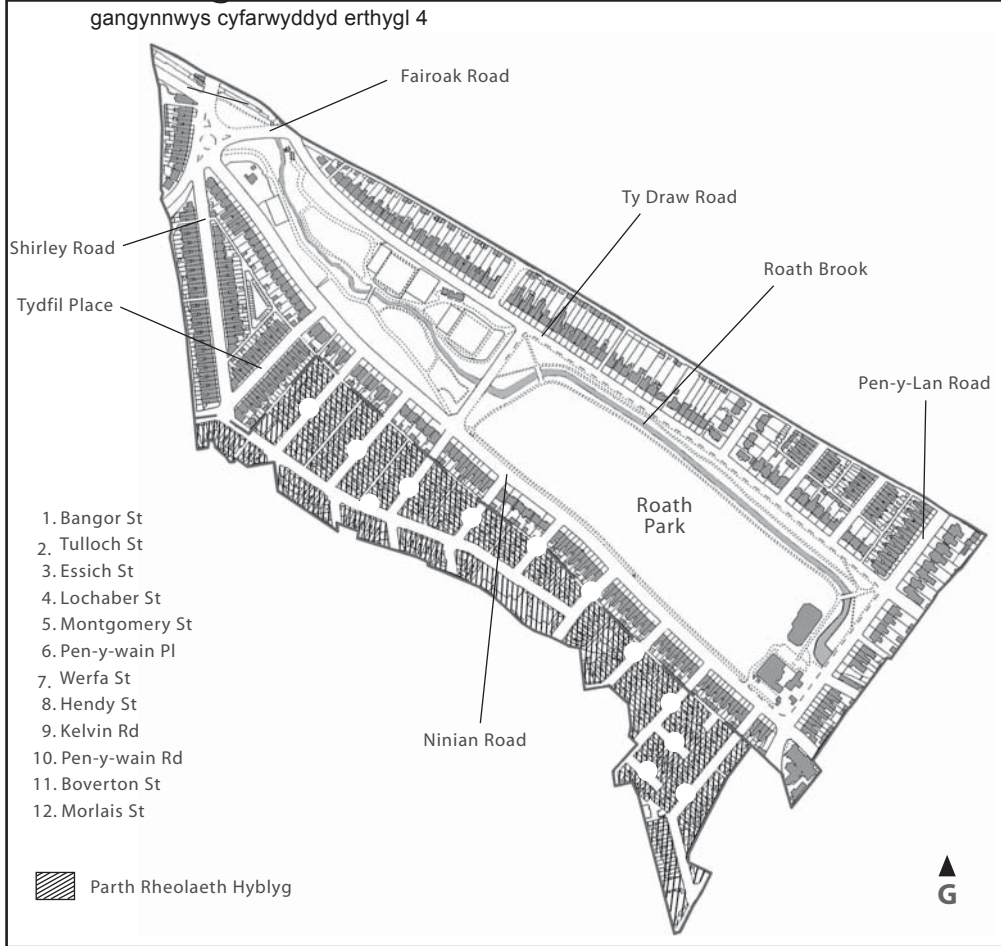 gangynnwys cyfarwyddyd erthygl 4
Fairoak Road
Ty Draw Road
Shirley Road
Roath Brook
Tydfil Place
Pen-y-Lan Road
Roath
Park
1. Bangor St
2. Tulloch St
3. Essich St
4. Lochaber St
5. Montgomery St
6. Pen-y-wain Pl
7. Werfa St
8. Hendy St
9. Kelvin Rd
10. Pen-y-wain Rd
11. Boverton St
12. Morlais St
Ninian Road
Parth Rheolaeth Hyblyg
G